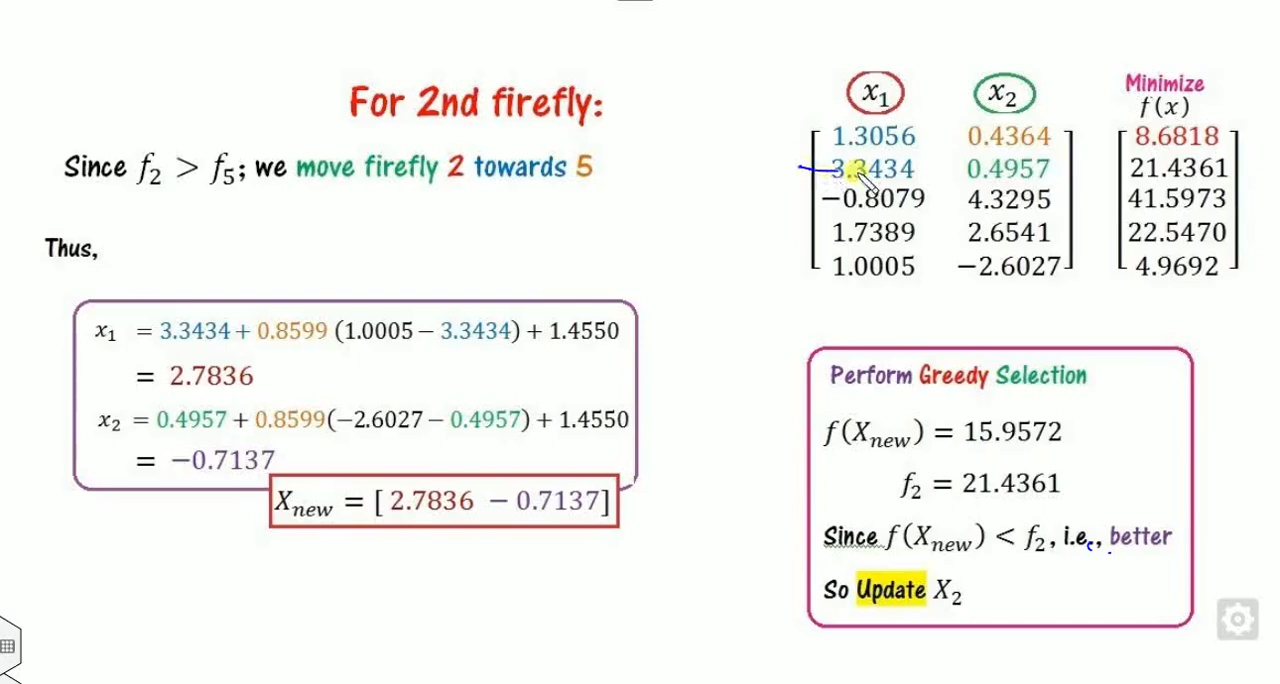 For 2nd firefly:
Since f₂ > f₅; we move firefly 2 towards 5
Thus,
x₁ = 3.3434 + 0.8599 (1.0005 − 3.3434) + 1.4550
= 2.7836
x₂ = 0.4957 + 0.8599(−2.6027 − 0.4957) + 1.4550
= −0.7137
X_new = [ 2.7836 − 0.7137]
x₁ x₂ Minimize f(x)
1.3056 0.4364 8.6818
3.3434 0.4957 21.4361
−0.8079 4.3295 41.5973
1.7389 2.6541 22.5470
1.0005 −2.6027 4.9692
Perform Greedy Selection
f(X_new) = 15.9572
f₂ = 21.4361
Since f(X_new) < f₂, i.e., better
So Update X₂